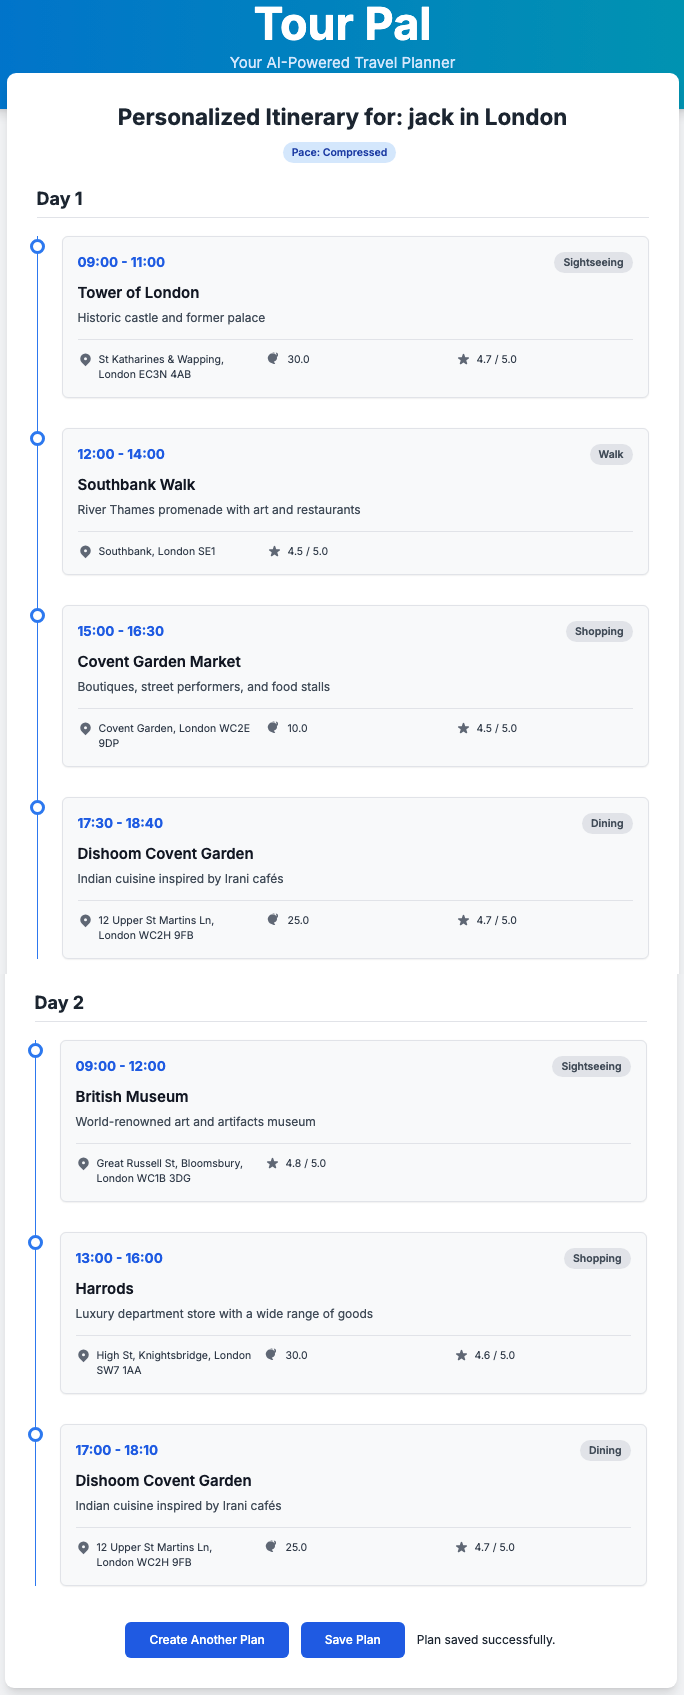 Tour Pal
Your AI-Powered Travel Planner
Personalized Itinerary for: jack in London
Pace: Compressed
Day 1
09:00 - 11:00
Sightseeing
Tower of London
Historic castle and former palace
St Katharines & Wapping,
London EC3N 4AB
30.0
4.7 / 5.0
12:00 - 14:00
Walk
Southbank Walk
River Thames promenade with art and restaurants
Southbank, London SE1
4.5 / 5.0
15:00 - 16:30
Shopping
Covent Garden Market
Boutiques, street performers, and food stalls
Covent Garden, London WC2E
9DP
10.0
4.5 / 5.0
17:30 - 18:40
Dining
Dishoom Covent Garden
Indian cuisine inspired by Irani cafés
12 Upper St Martins Ln,
London WC2H 9FB
25.0
4.7 / 5.0
Day 2
09:00 - 12:00
Sightseeing
British Museum
World-renowned art and artifacts museum
Great Russell St, Bloomsbury,
London WC1B 3DG
4.8 / 5.0
13:00 - 16:00
Shopping
Harrods
Luxury department store with a wide range of goods
High St, Knightsbridge, London
SW7 1AA
30.0
4.6 / 5.0
17:00 - 18:10
Dining
Dishoom Covent Garden
Indian cuisine inspired by Irani cafés
12 Upper St Martins Ln,
London WC2H 9FB
25.0
4.7 / 5.0
Create Another Plan
Save Plan
Plan saved successfully.